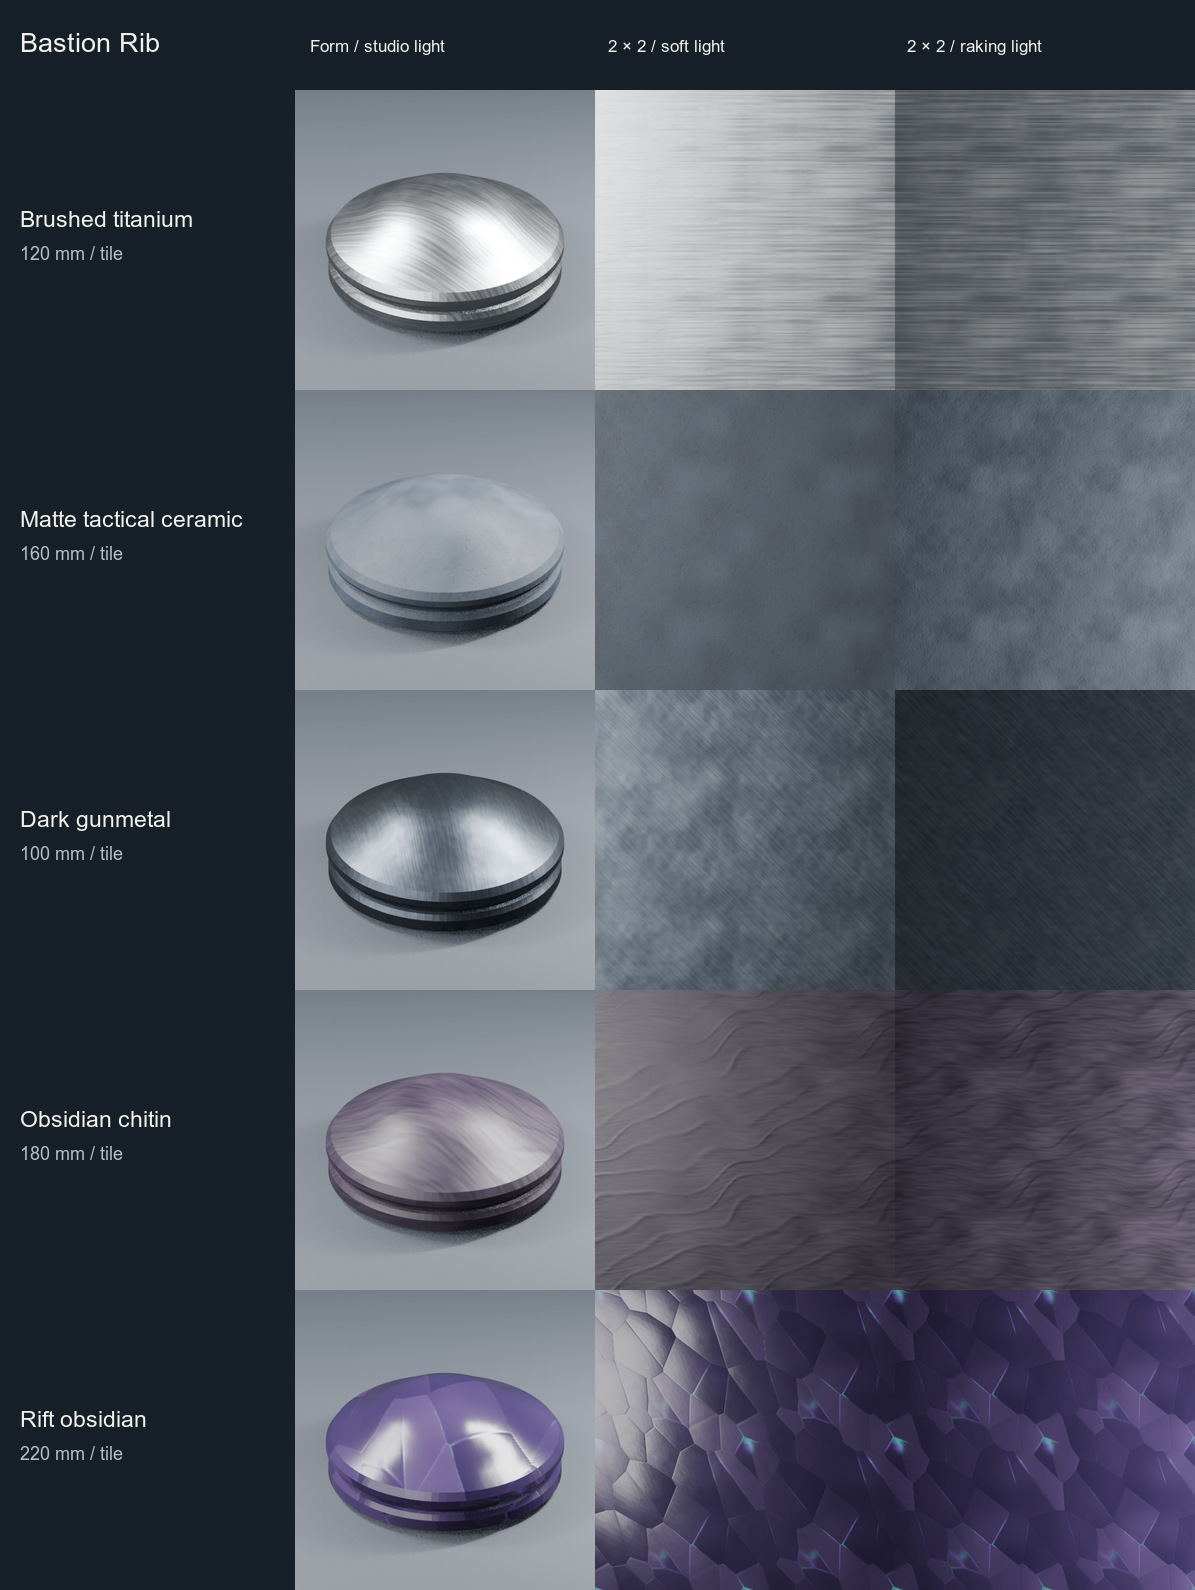 Bastion Rib
Form / studio light
2 × 2 / soft light
2 × 2 / raking light
Brushed titanium
120 mm / tile
Matte tactical ceramic
160 mm / tile
Dark gunmetal
100 mm / tile
Obsidian chitin
180 mm / tile
Rift obsidian
220 mm / tile